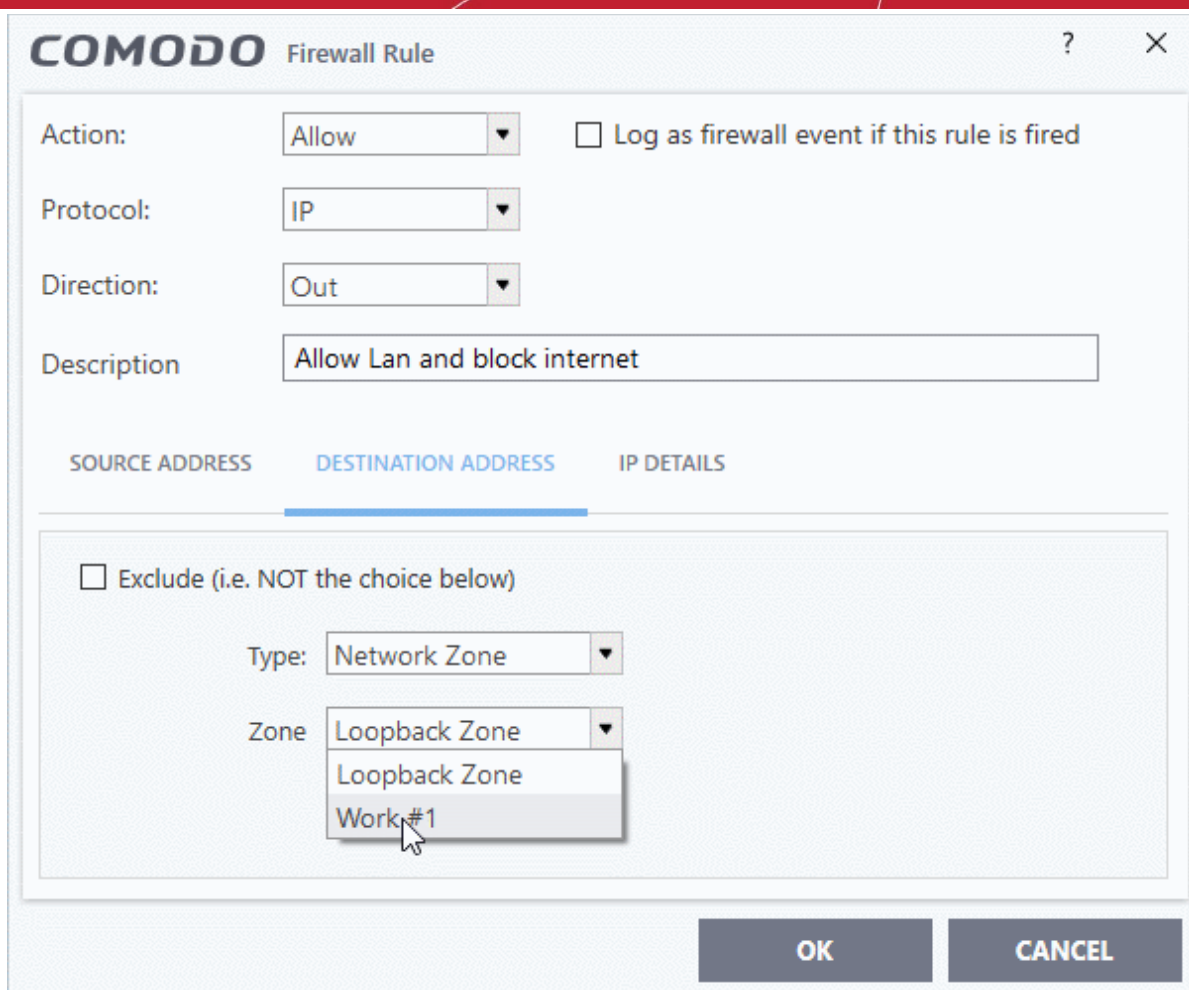 COMODO Firewall Rule ?
Action: Allow Log as firewall event if this rule is fired
Protocol: IP
Direction: Out
Description Allow Lan and block internet
SOURCE ADDRESS DESTINATION ADDRESS IP DETAILS
Exclude (i.e. NOT the choice below)
Type: Network Zone
Zone Loopback Zone
Loopback Zone
Work #1
OK CANCEL